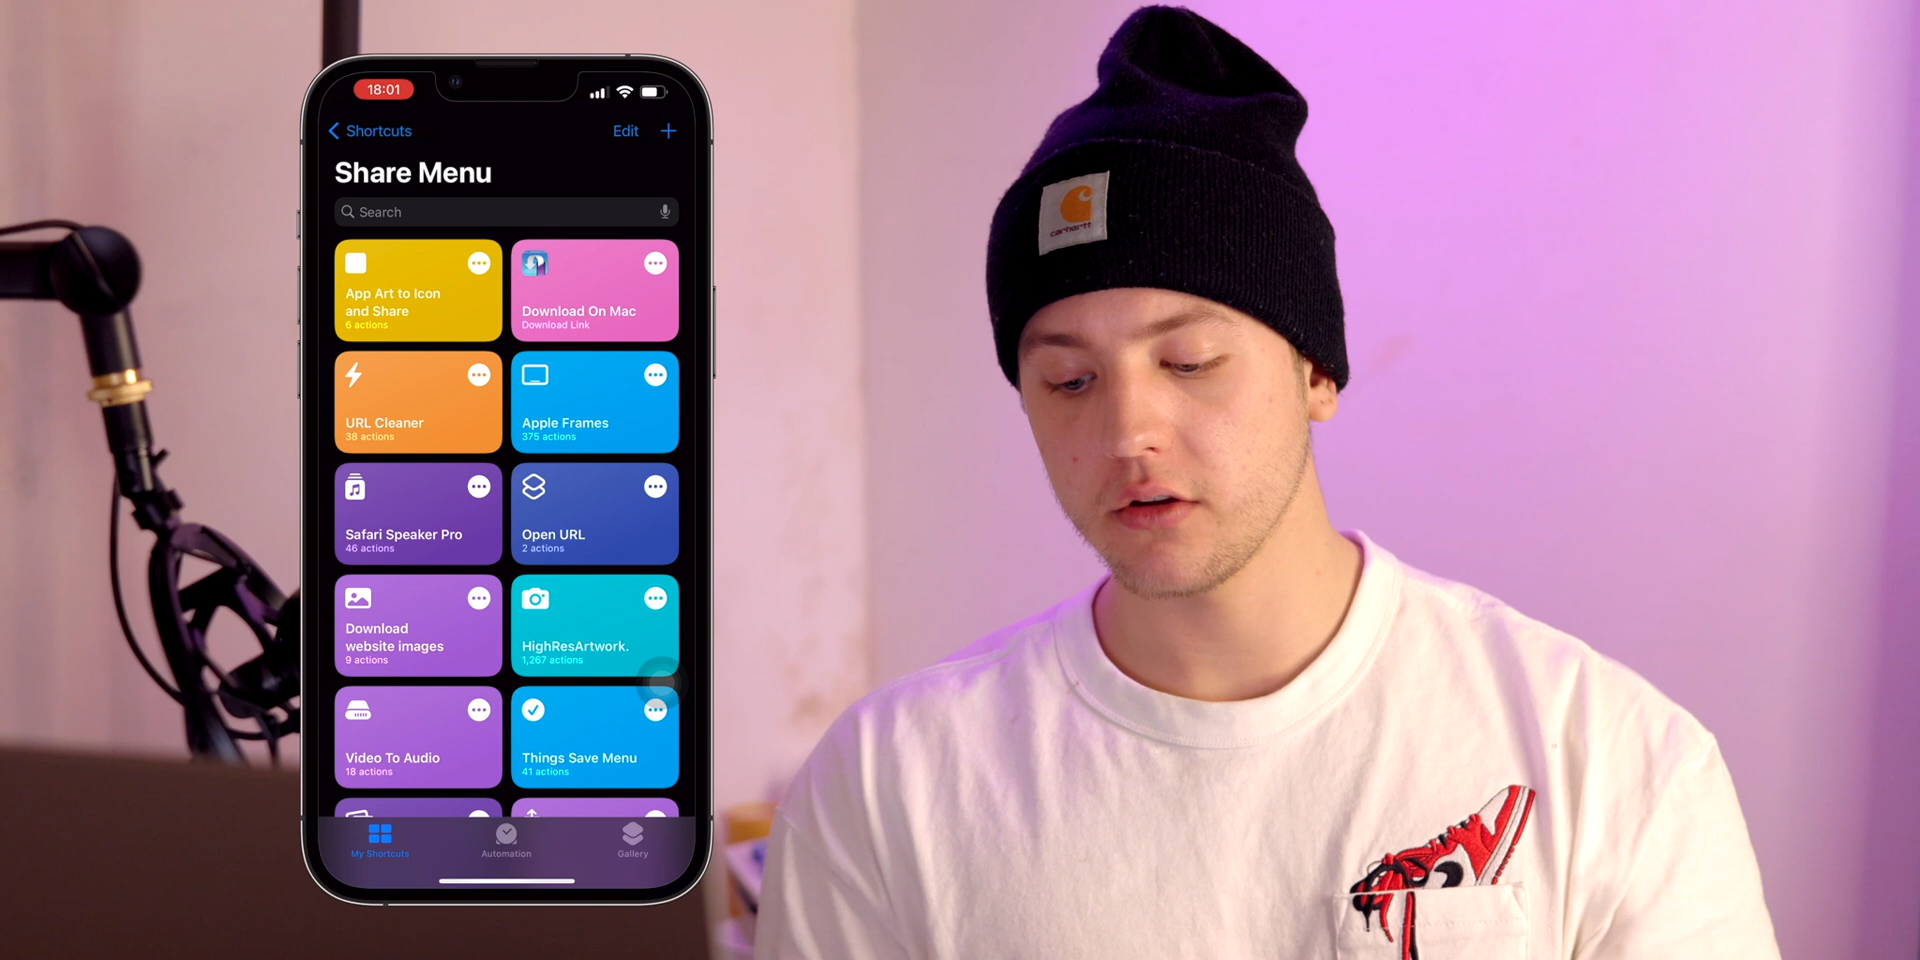 18:01
Shortcuts
Edit
Share Menu
Search
App Art to Icon
and Share
6 actions
Download On Mac
Download Link
URL Cleaner
38 actions
Apple Frames
375 actions
Safari Speaker Pro
46 actions
Open URL
2 actions
Download
website images
9 actions
HighResArtwork.
1,267 actions
Video To Audio
18 actions
Things Save Menu
41 actions
My Shortcuts
Automation
Gallery
carhartt